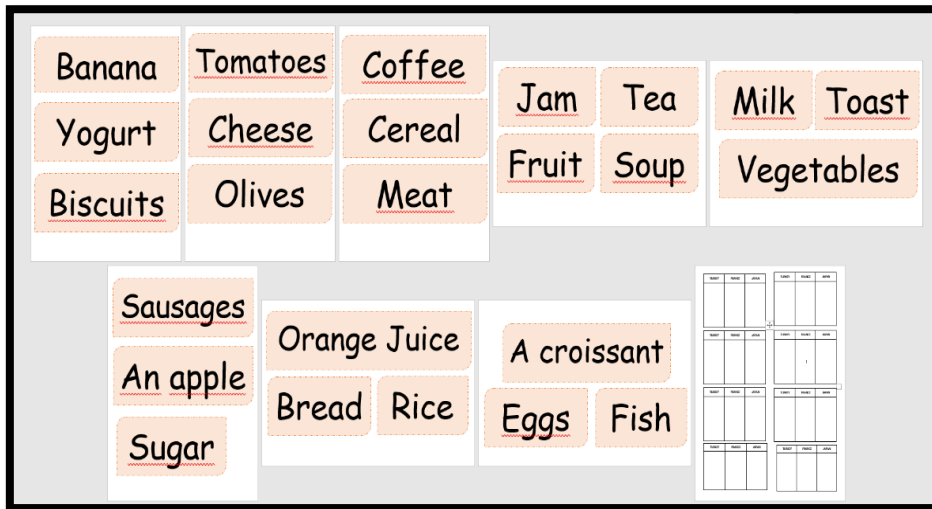 Banana
Yogurt
Biscuits
Tomatoes
Cheese
Olives
Coffee
Cereal
Meat
Jam Tea
Fruit Soup
Milk Toast
Vegetables
Sausages
An apple
Sugar
Orange Juice
Bread Rice
A croissant
Eggs Fish